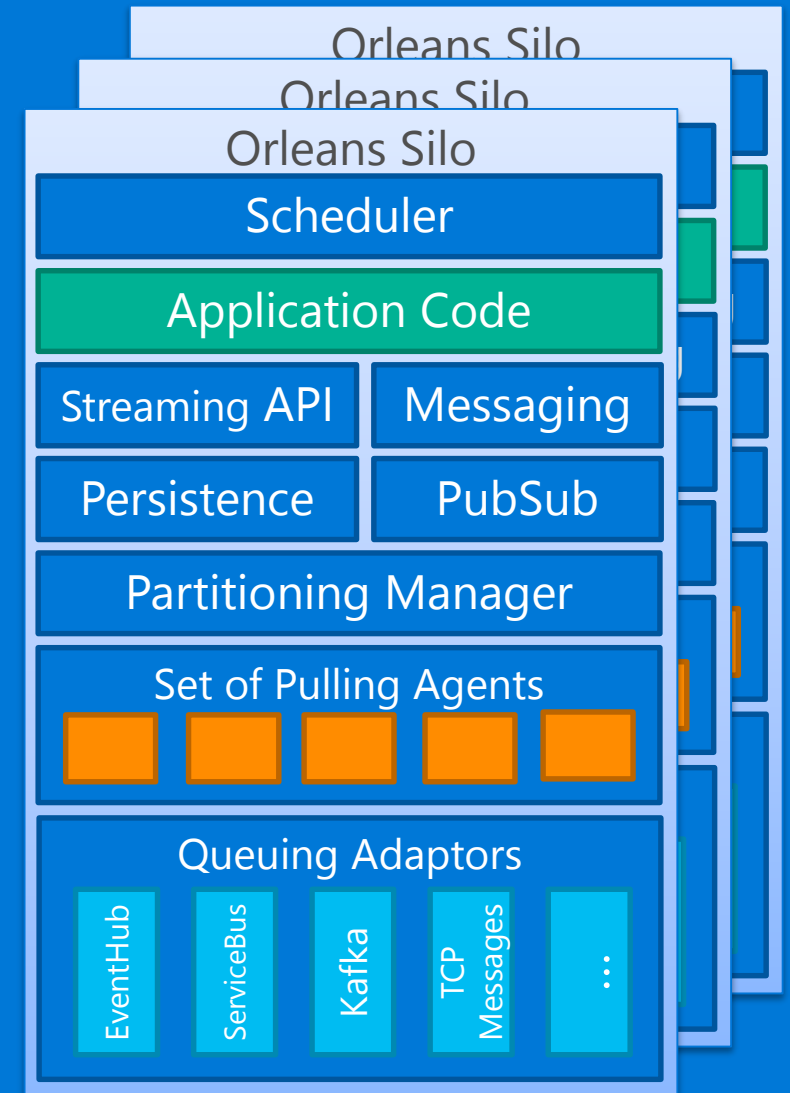 Orleans Silo
Orleans Silo
Orleans Silo
Scheduler
Application Code
Streaming API
Messaging
Persistence
PubSub
Partitioning Manager
Set of Pulling Agents
Queuing Adaptors
EventHub
ServiceBus
Kafka
TCP
Messages
...